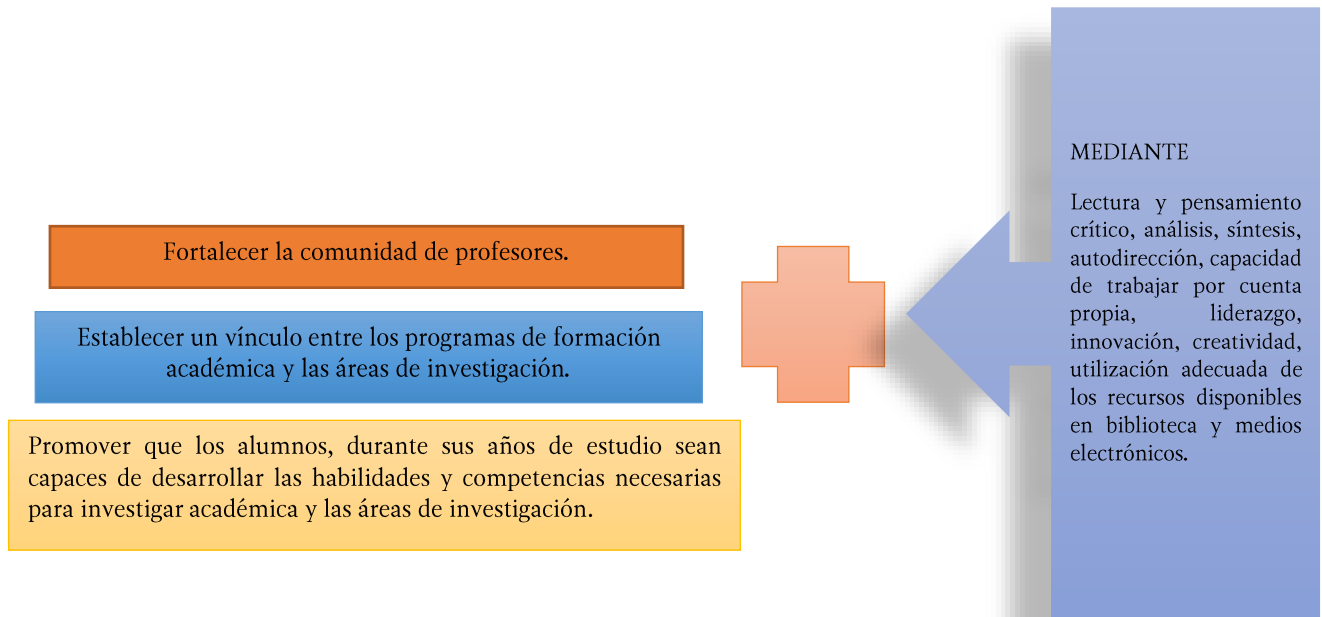 Fortalecer la comunidad de profesores.
Establecer un vínculo entre los programas de formación
académica y las áreas de investigación.
Promover que los alumnos, durante sus años de estudio sean
capaces de desarrollar las habilidades y competencias necesarias
para investigar académica y las áreas de investigación.
MEDIANTE
Lectura y pensamiento
crítico, análisis, síntesis,
autodirección, capacidad
de trabajar por cuenta
propia, liderazgo,
innovación, creatividad,
utilización adecuada de
los recursos disponibles
en biblioteca y medios
electrónicos.